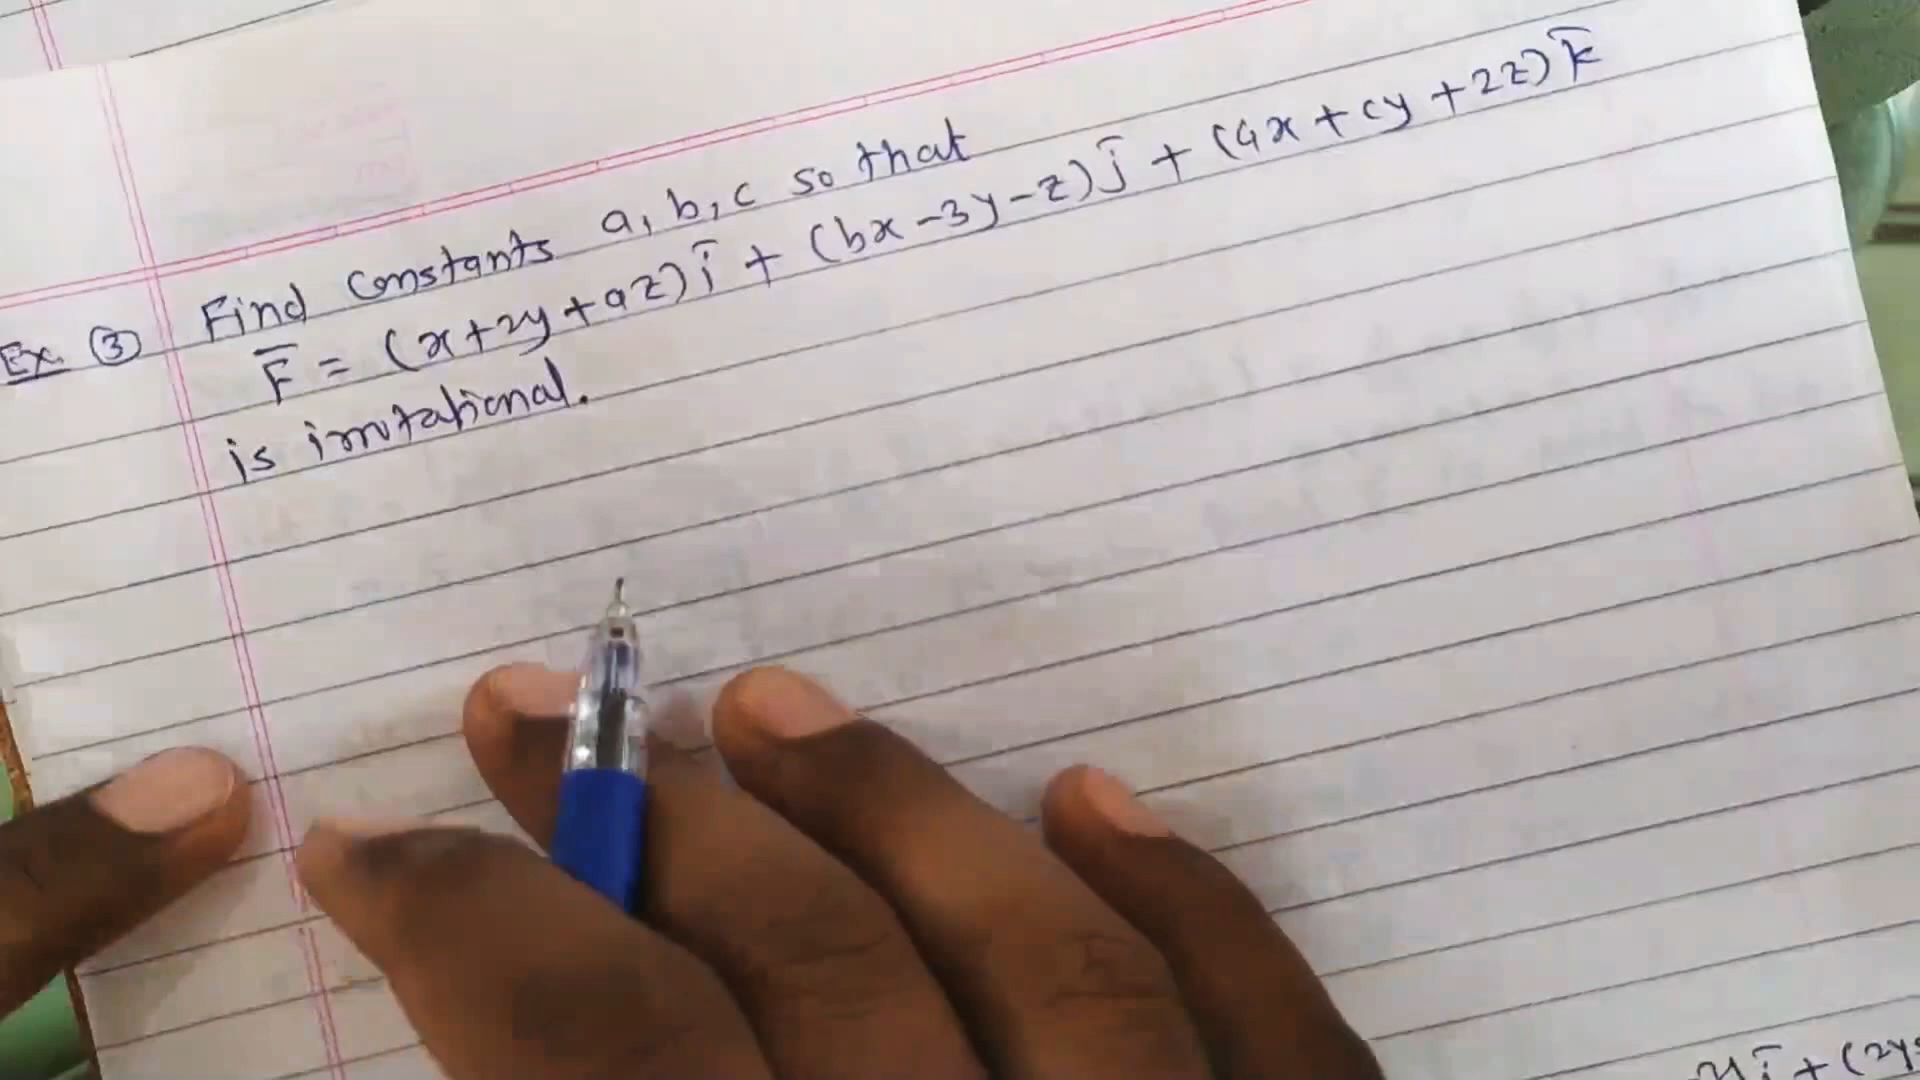 Ex. ③ Find constants a, b, c so that
F̅ = (x+2y+az) i̅ + (bx-3y-z) j̅ + (4x+cy+2z) k̅
is irrotational.